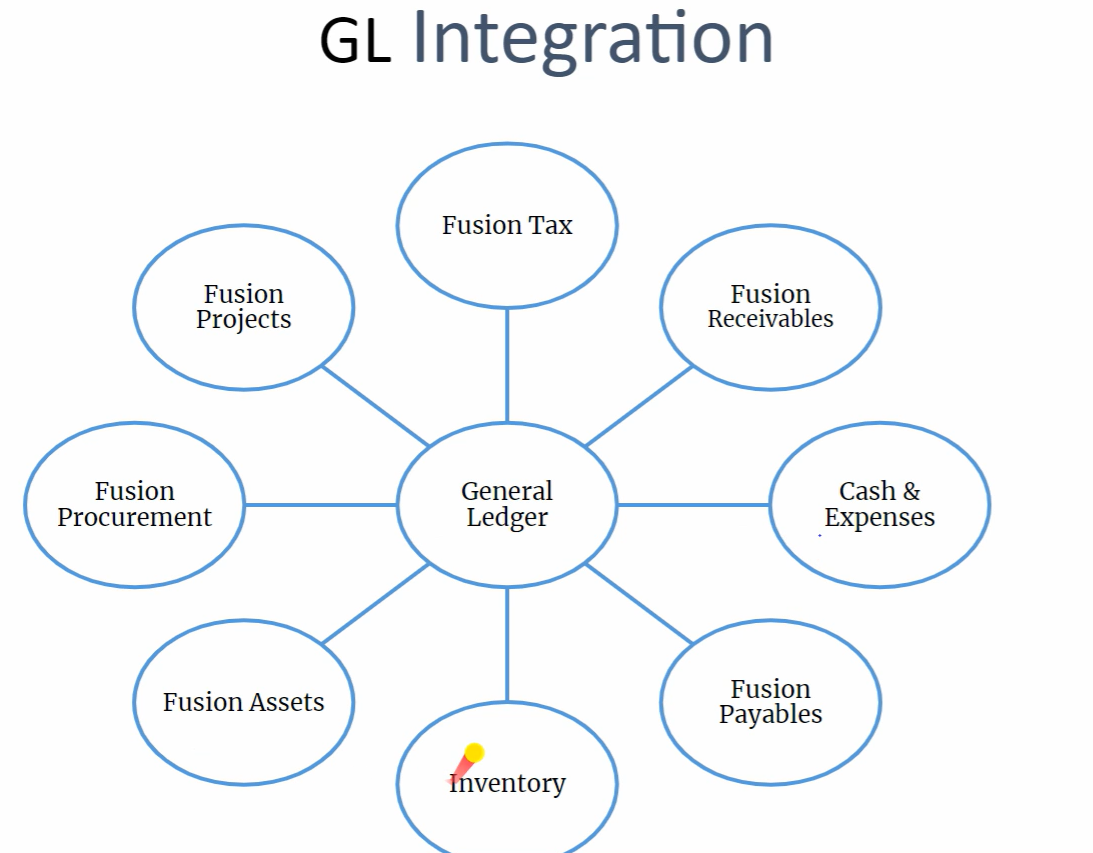 GL Integration
Fusion Tax
Fusion
Projects
Fusion
Receivables
Fusion
Procurement
General
Ledger
Cash &
Expenses
Fusion Assets
Fusion
Payables
Inventory